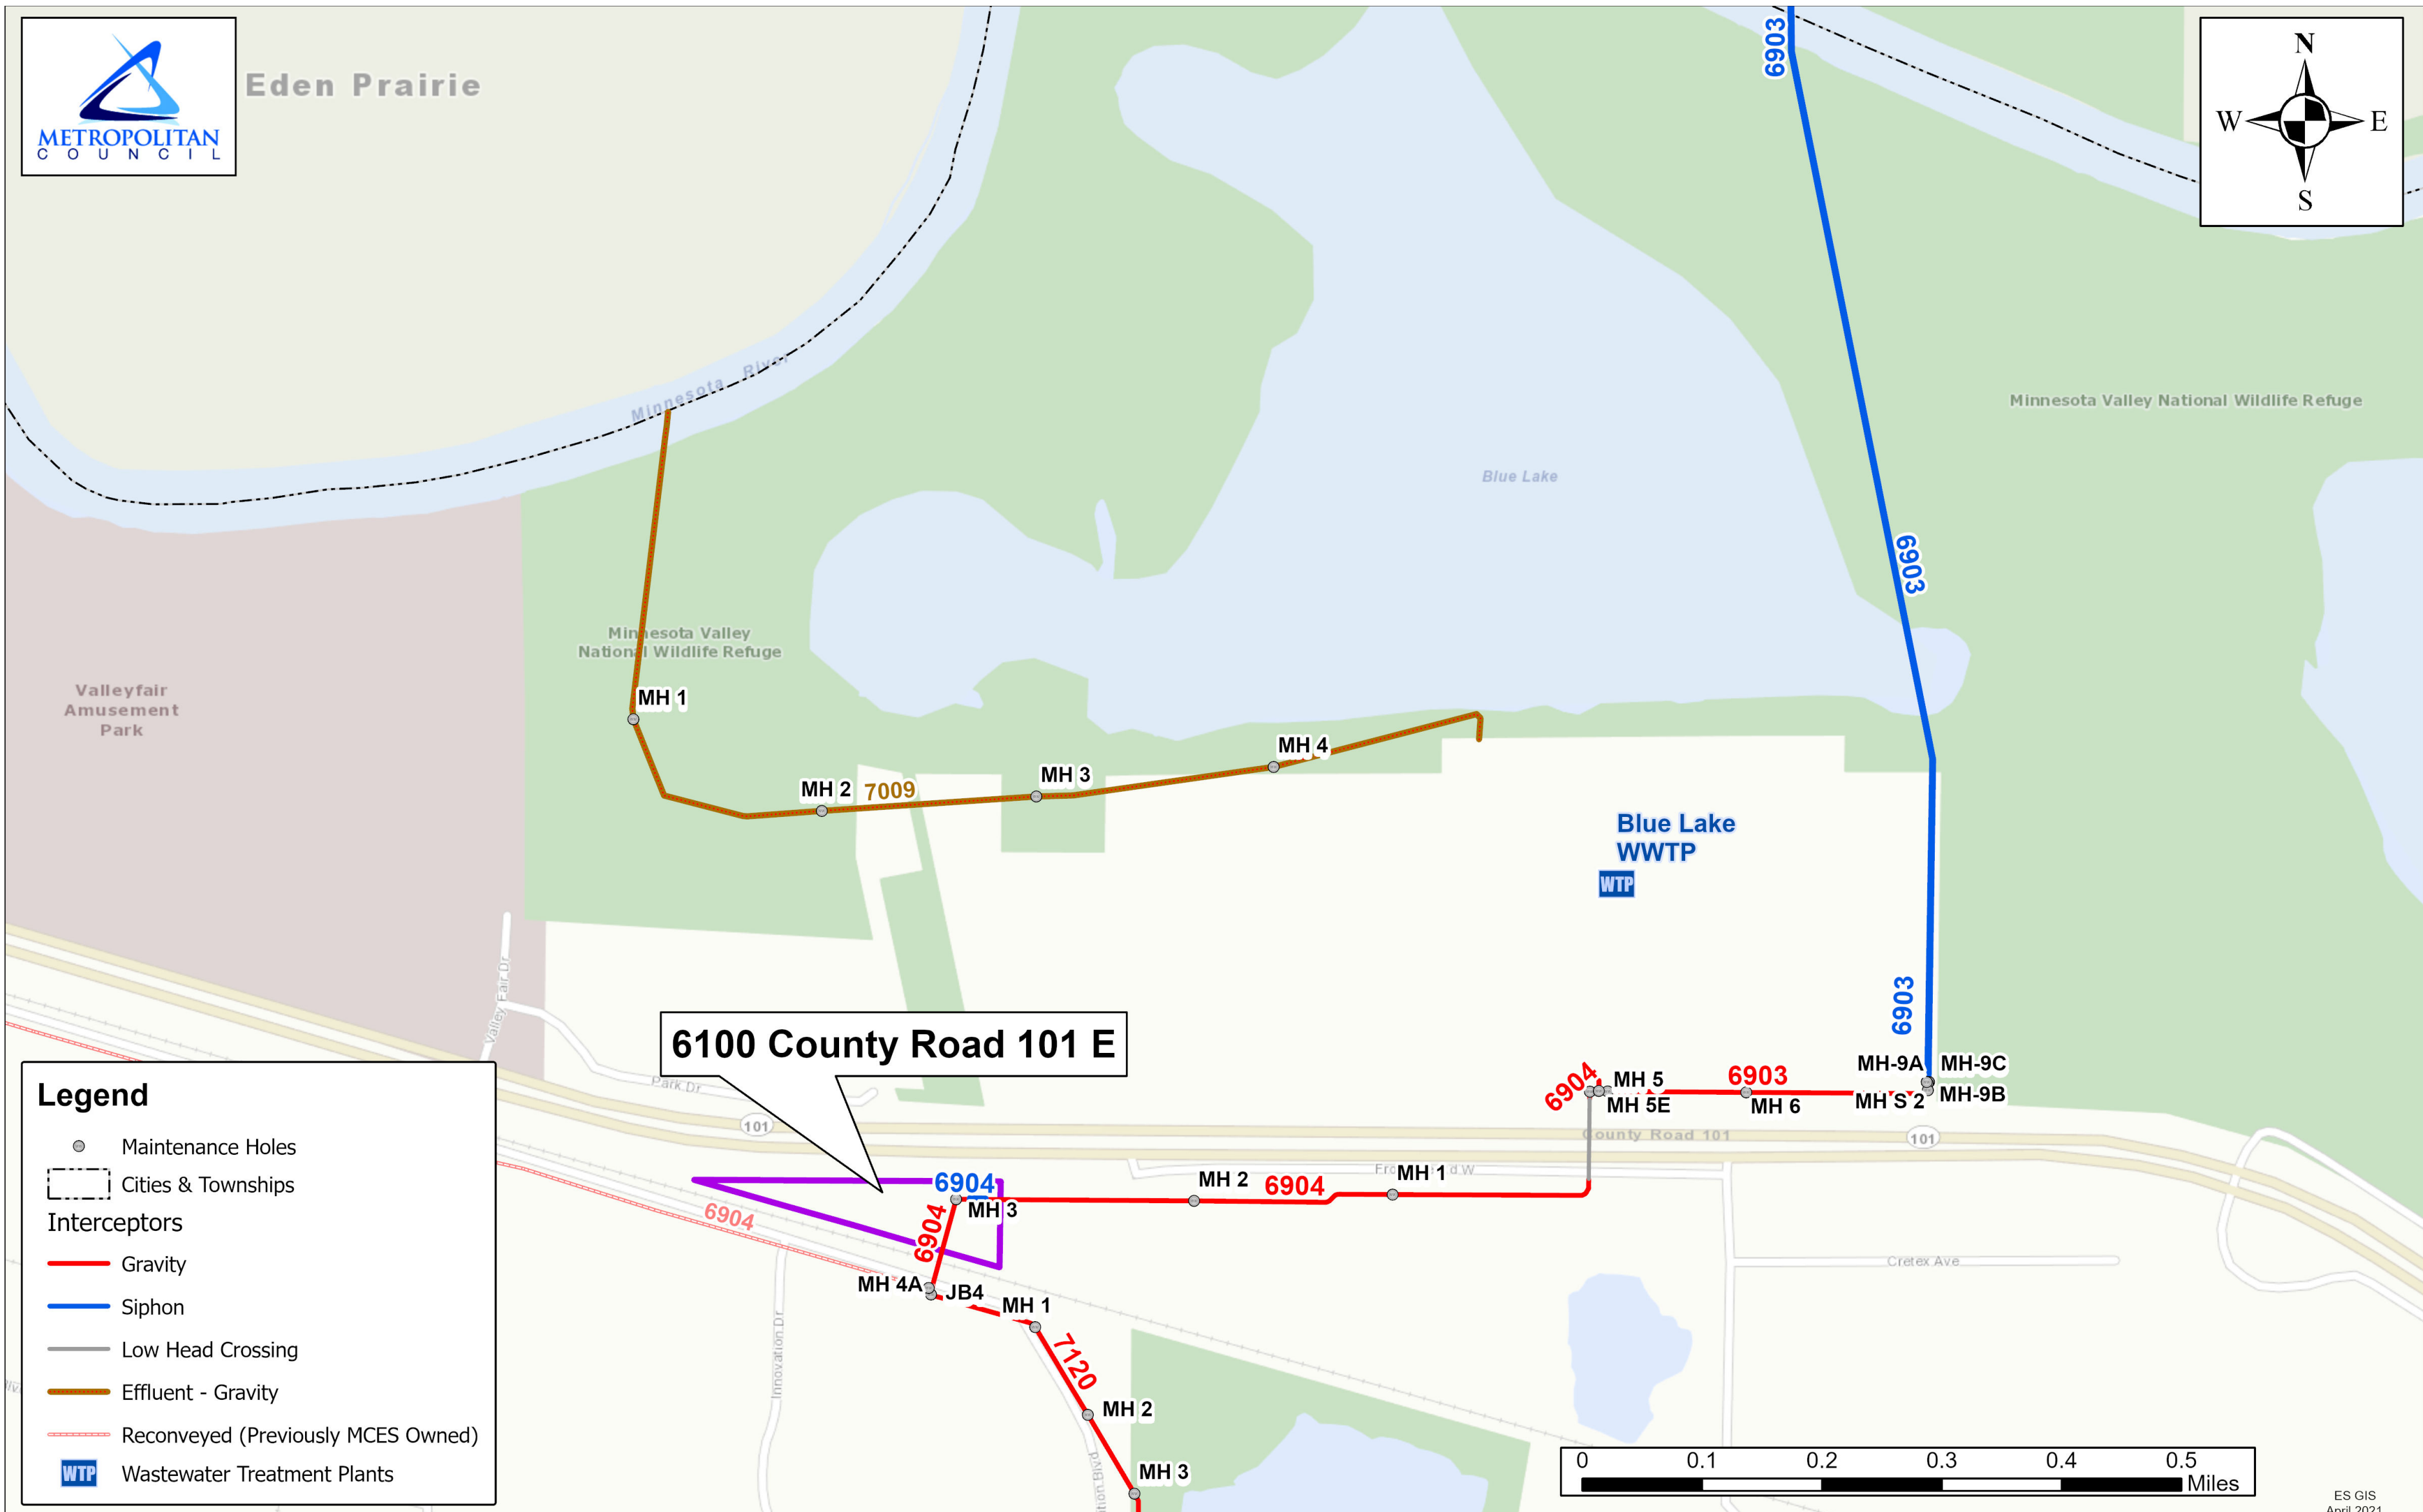 METROPOLITAN
COUNCIL
Eden Prairie
6903
N
W
E
S
Minnesota River
Minnesota Valley National Wildlife Refuge
Blue Lake
6903
Minnesota Valley
National Wildlife Refuge
Valleyfair
Amusement
Park
MH 1
MH 4
MH 3
MH 2
7009
Blue Lake
WWTP
WTP
Valley Fair Dr
6903
6100 County Road 101 E
Park Dr
101
6904
MH 5
MH 5E
6903
MH 6
MH-9A
MH-9C
MH S 2
MH-9B
County Road 101
101
MH 2
6904
MH 1
6904
MH 3
6904
6904
MH 4A
JB4
MH 1
Innovation Dr
7120
MH 2
MH 3
Cretex Ave
Legend
Maintenance Holes
Cities & Townships
Interceptors
Gravity
Siphon
Low Head Crossing
Effluent - Gravity
Reconveyed (Previously MCES Owned)
WTP
Wastewater Treatment Plants
0
0.1
0.2
0.3
0.4
0.5
Miles
ES GIS
April 2021